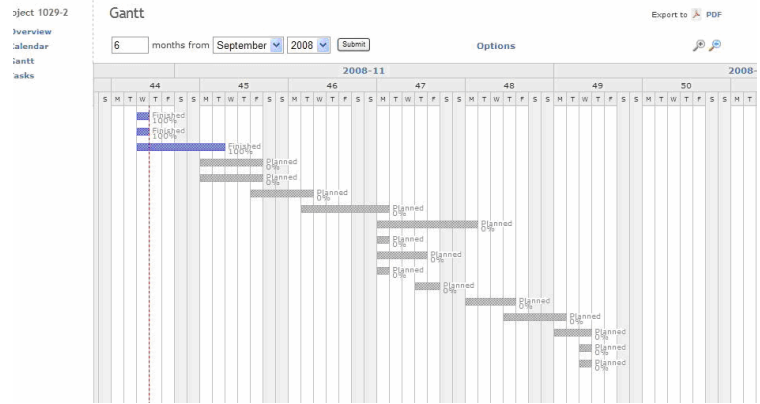 oject 1029-2
Overview
Calendar
Gantt
Tasks
Gantt
Export to PDF
6 months from September 2008 Submit
Options
2008-11
2008-
44 45 46 47 48 49 50
S M T W T F S S M T W T F S S M T W T F S S M T W T F S S M T W T F S S M T W T F S S M T W T F S S M T
Finished
100%
Finished
100%
Finished
100%
Planned
0%
Planned
0%
Planned
0%
Planned
0%
Planned
0%
Planned
0%
Planned
0%
Planned
0%
Planned
0%
Planned
0%
Planned
0%
Planned
0%
Planned
0%
Planned
0%